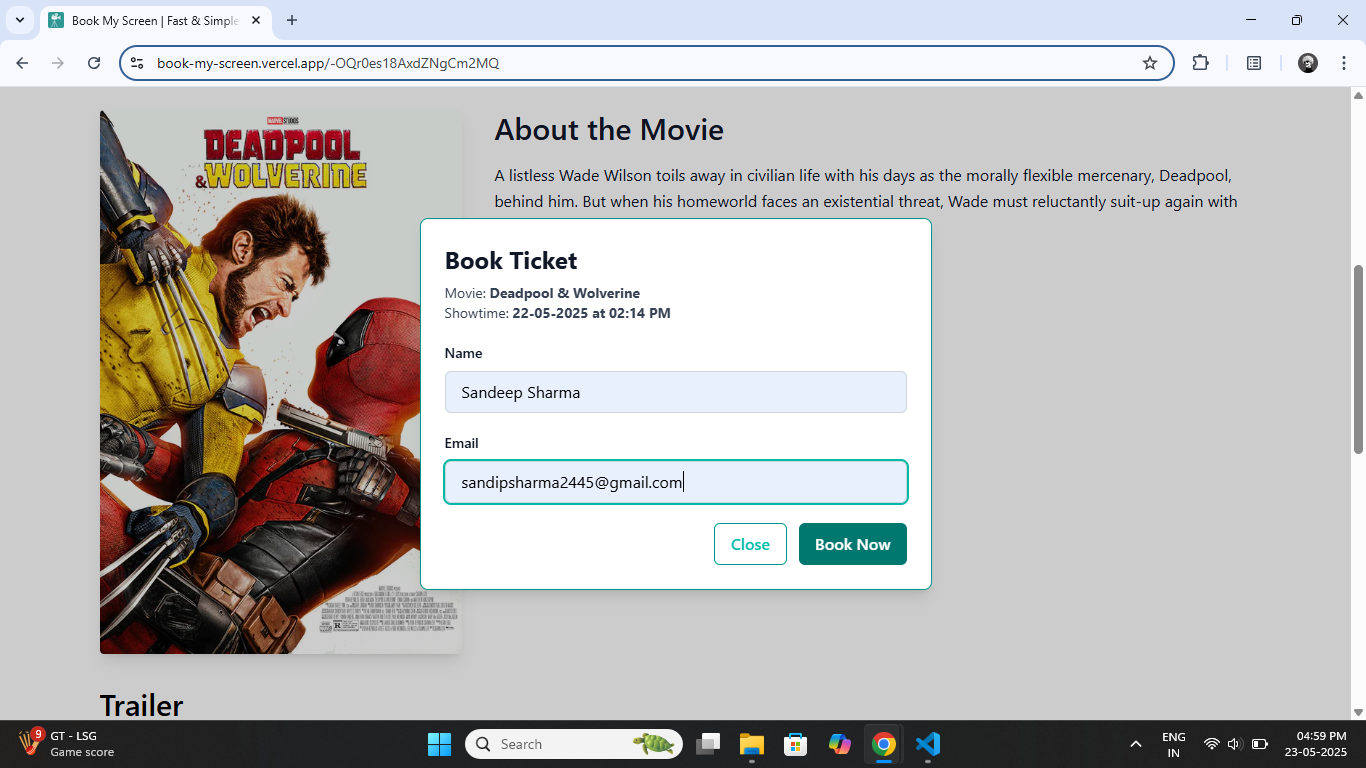 Book My Screen | Fast & Simple
book-my-screen.vercel.app/-OQr0es18AxdZNgCm2MQ
MARVEL STUDIOS
DEADPOOL
& WOLVERINE
About the Movie
A listless Wade Wilson toils away in civilian life with his days as the morally flexible mercenary, Deadpool,
behind him. But when his homeworld faces an existential threat, Wade must reluctantly suit-up again with
Book Ticket
Movie: Deadpool & Wolverine
Showtime: 22-05-2025 at 02:14 PM
Name
Sandeep Sharma
Email
sandipsharma2445@gmail.com
Close
Book Now
R
Trailer
9
GT - LSG
Game score
Search
ENG
IN
04:59 PM
23-05-2025